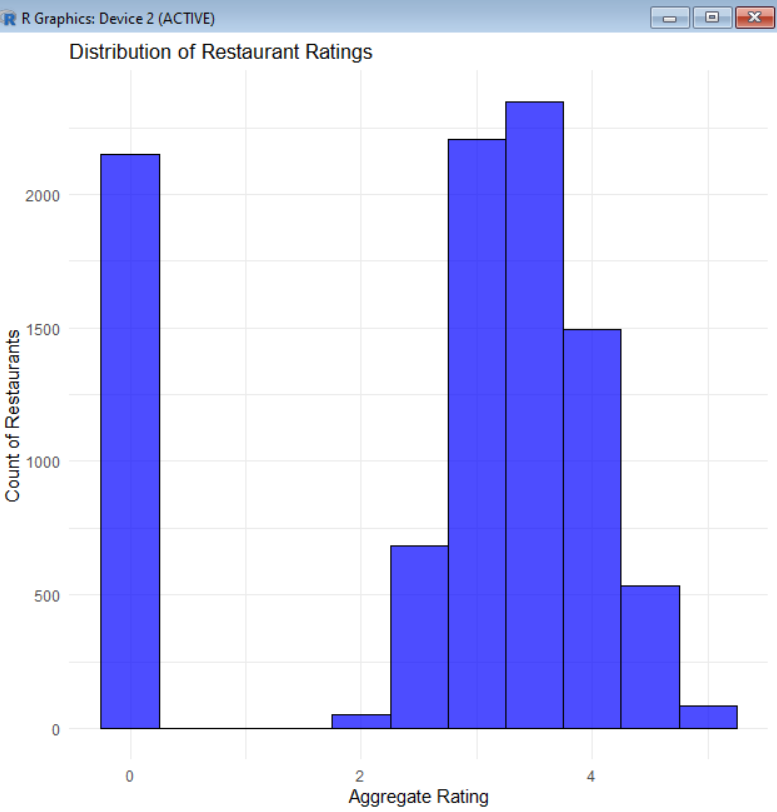 R Graphics: Device 2 (ACTIVE)
Distribution of Restaurant Ratings
Count of Restaurants
2000
1500
1000
500
0
0 2 4
Aggregate Rating